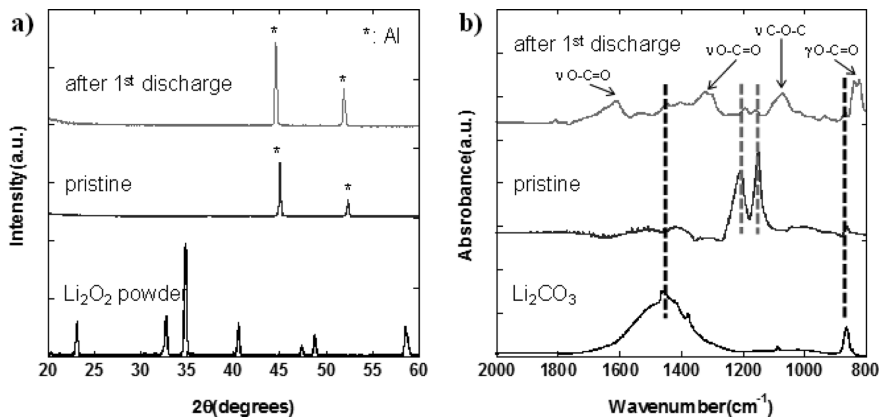 a)
*: Al
after 1st discharge
*
*
pristine
*
*
Li2O2 powder
Intensity(a.u.)
20 25 30 35 40 45 50 55 60
2θ(degrees)
b)
after 1st discharge
ν C-O-C
ν O-C=O
γO-C=O
ν O-C=O
pristine
Li2CO3
Absrobance(a.u.)
2000 1600 1400 1200 1000 800
Wavenumber(cm-1)